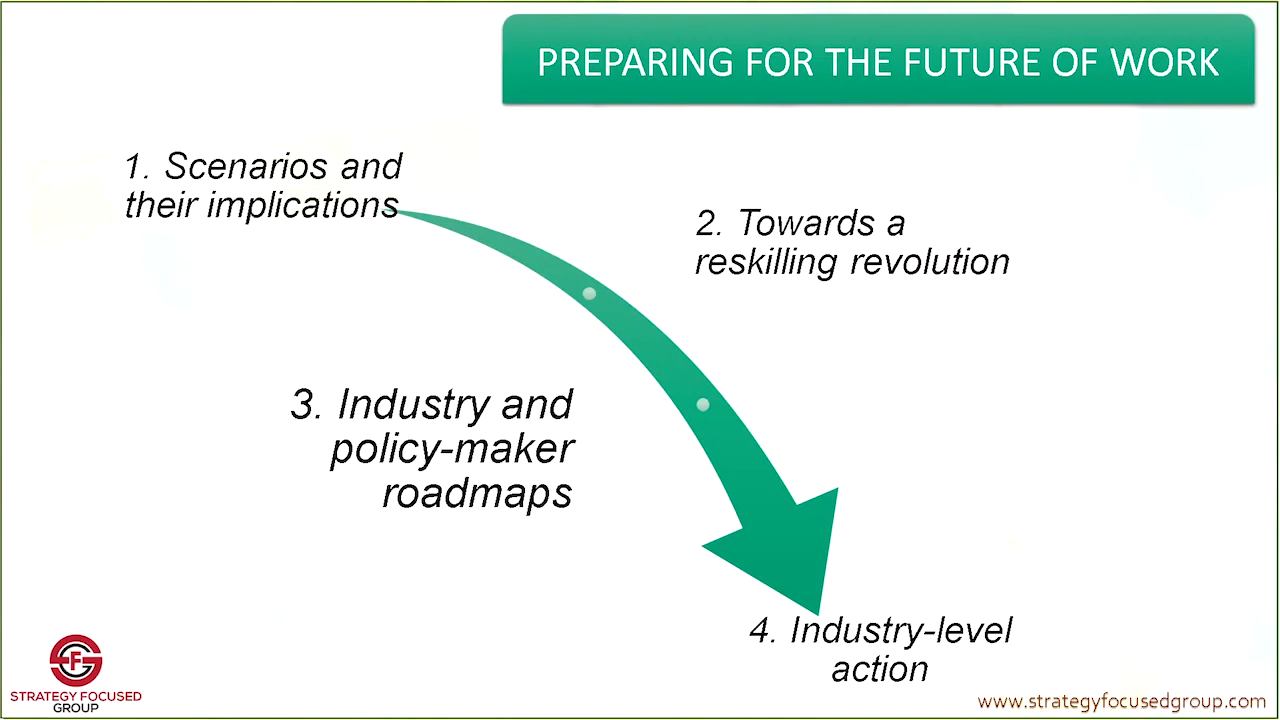 PREPARING FOR THE FUTURE OF WORK
1. Scenarios and
their implications
2. Towards a
reskilling revolution
3. Industry and
policy-maker
roadmaps
4. Industry-level
action
SFG
STRATEGY FOCUSED
GROUP
www.strategyfocusedgroup.com